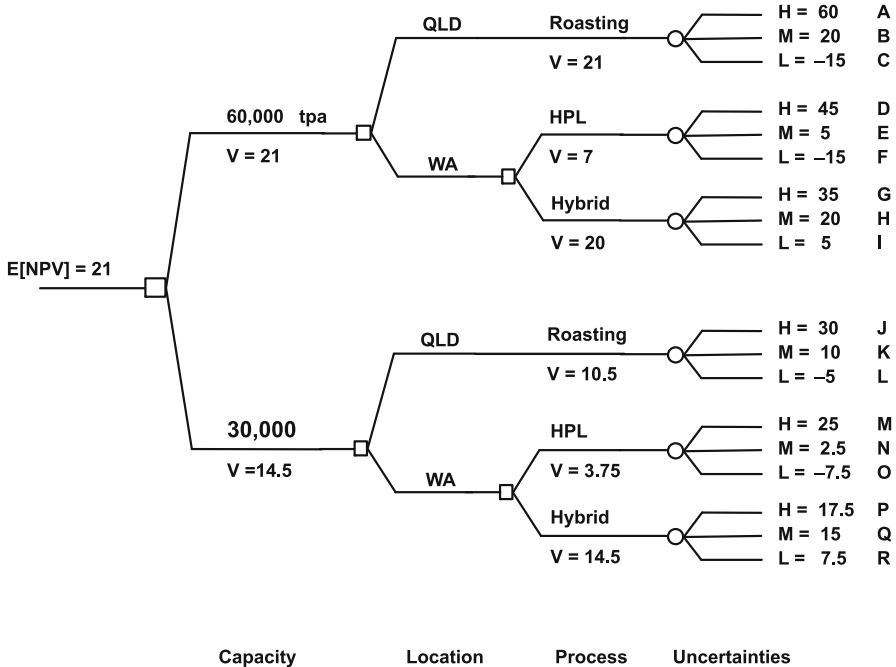 QLD Roasting H = 60 A
M = 20 B
V = 21 L = –15 C
60,000 tpa HPL H = 45 D
M = 5 E
V = 21 WA V = 7 L = –15 F
Hybrid H = 35 G
M = 20 H
V = 20 L = 5 I
E[NPV] = 21
QLD Roasting H = 30 J
M = 10 K
V = 10.5 L = –5 L
30,000 HPL H = 25 M
M = 2.5 N
V =14.5 WA V = 3.75 L = –7.5 O
Hybrid H = 17.5 P
M = 15 Q
V = 14.5 L = 7.5 R
Capacity Location Process Uncertainties